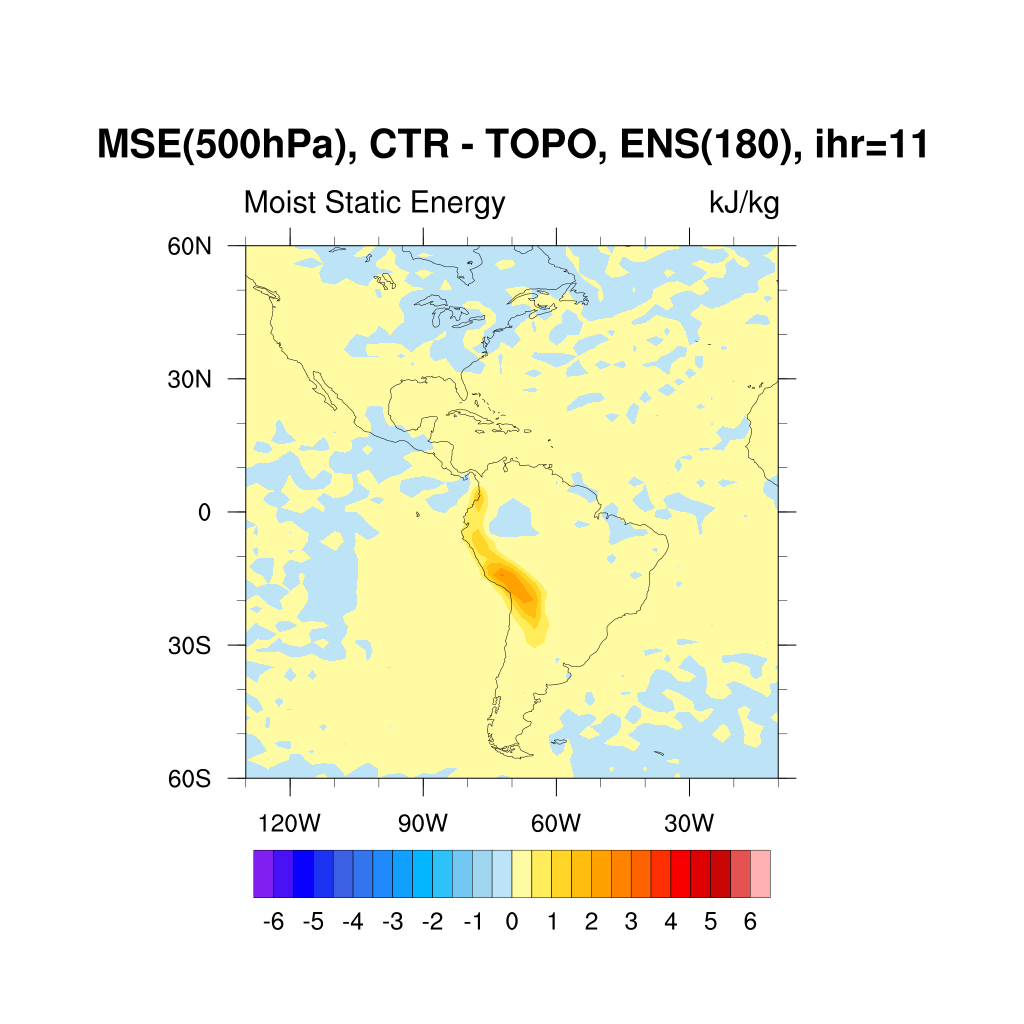 MSE(500hPa), CTR - TOPO, ENS(180), ihr=11
Moist Static Energy kJ/kg
60N
30N
0
30S
60S
120W 90W 60W 30W
-6 -5 -4 -3 -2 -1 0 1 2 3 4 5 6